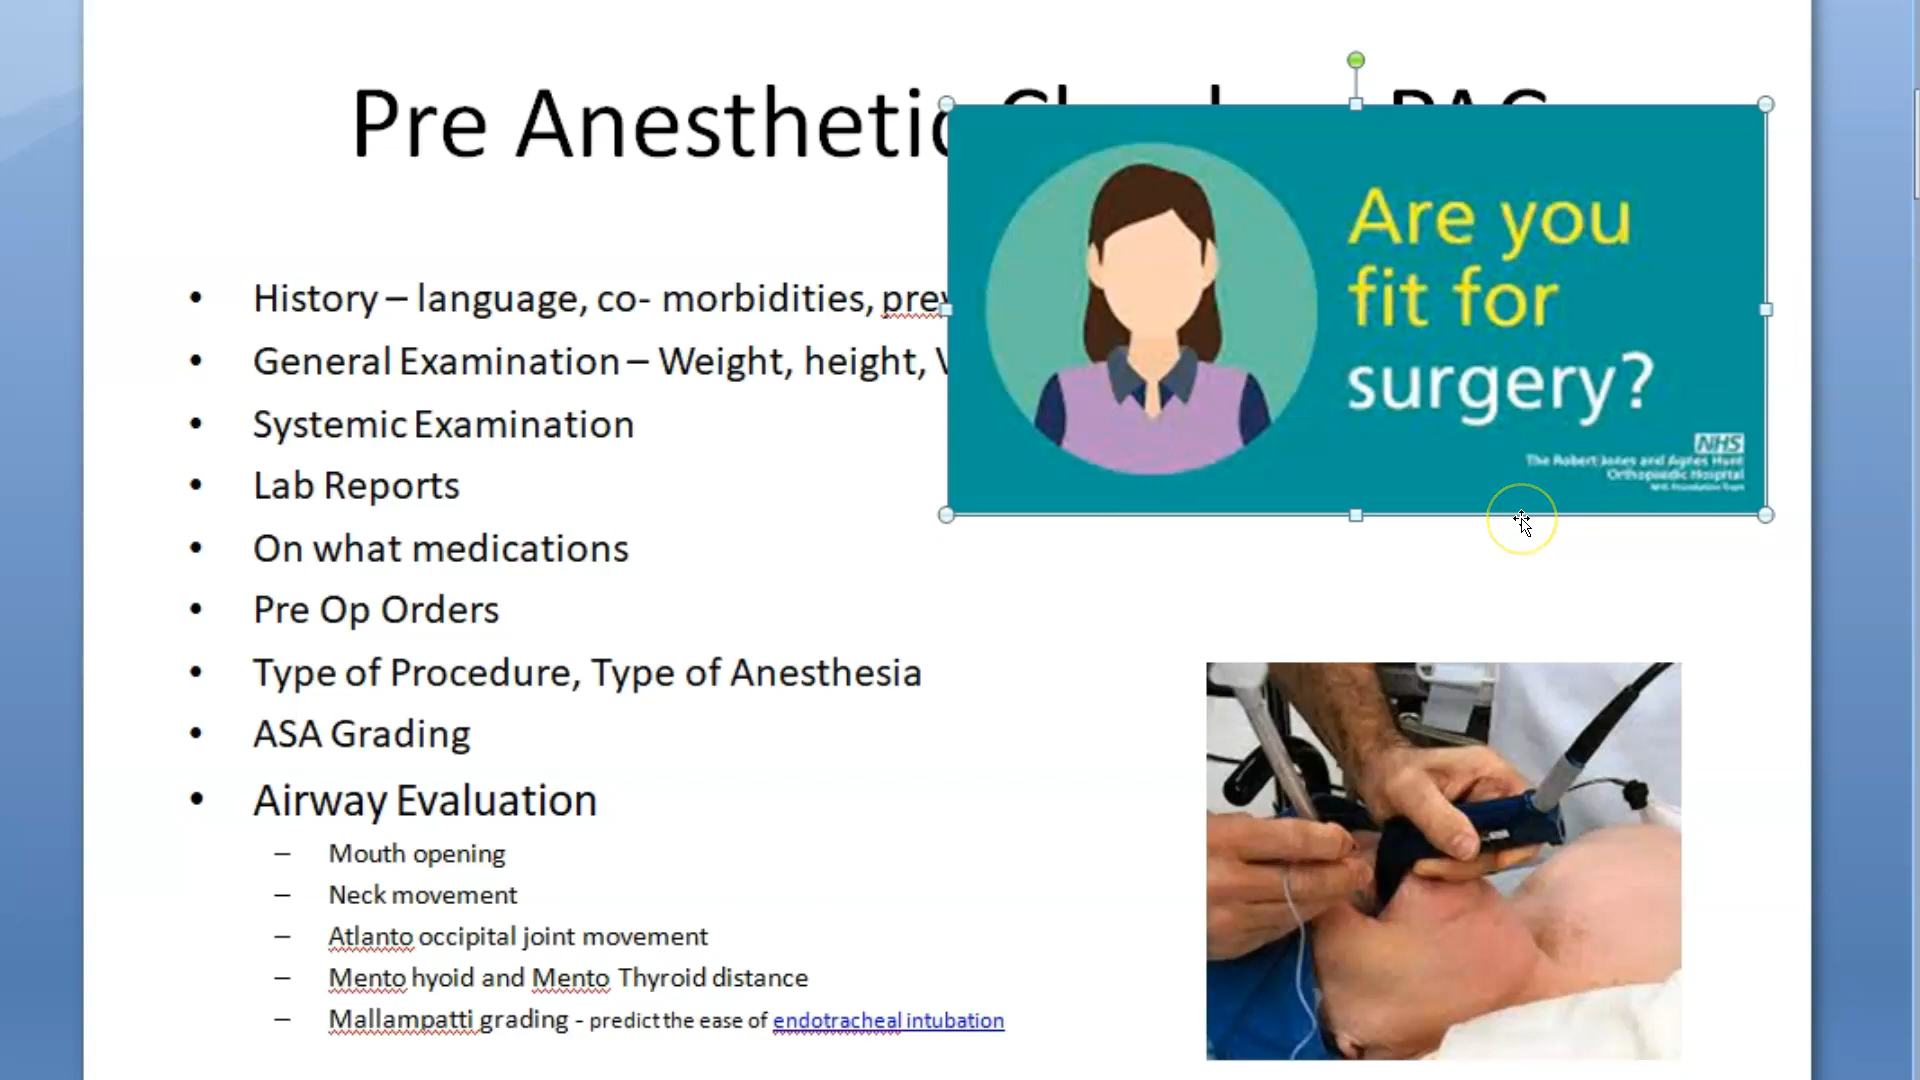 Pre Anesthetic
History – language, co- morbidities, prev
General Examination – Weight, height, V
Systemic Examination
Lab Reports
On what medications
Pre Op Orders
Type of Procedure, Type of Anesthesia
ASA Grading
Airway Evaluation
– Mouth opening
– Neck movement
– Atlanto occipital joint movement
– Mento hyoid and Mento Thyroid distance
– Mallampatti grading - predict the ease of endotracheal intubation
Are you
fit for
surgery?
NHS
The Robert Jones and Agnes Hunt
Orthopaedic Hospital
NHS Foundation Trust